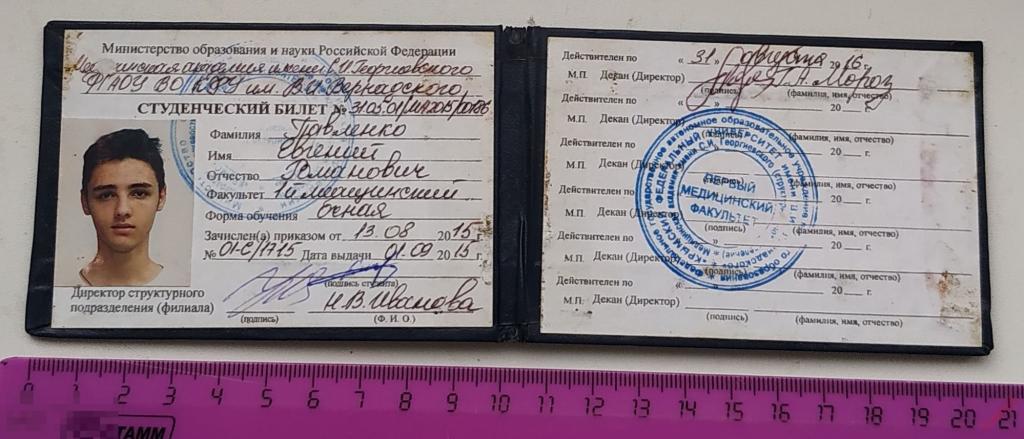 Министерство образования и науки Российской Федерации
Медицинская академия имени С.И. Георгиевского
ФГАОУ ВО КФУ им. В.И. Вернадского
СТУДЕНЧЕСКИЙ БИЛЕТ №
Фамилия Павленко
Имя Евгений
Отчество Романович
Факультет 1й медицинский
Форма обучения очная
Зачислен(а) приказом от 13.08 2015 г.
№ 01-С/1715 Дата выдачи 01.09 2015 г.
(подпись студента)
Директор структурного
подразделения (филиала) Н.В. Иванова
(подпись) (Ф. И. О.)
Действителен по «31» августа 2016 г.
М.П. Декан (Директор) Г.А. Мороз
(подпись) (фамилия, имя, отчество)
Действителен по « » 20 г.
М.П. Декан (Директор)
(фамилия, имя, отчество)
Действителен по 20 г.
М.П. Декан (Директор)
(подпись) (фамилия, имя, отчество)
Действителен по 20 г.
М.П. Декан (Директор)
(фамилия, имя, отчество)
Действителен по 20 г.
М.П. Декан (Директор)
(подпись) (фамилия, имя, отчество)
Действителен по 20 г.
М.П. Декан (Директор)
(подпись) (фамилия, имя, отчество)
ПЕРВЫЙ
МЕДИЦИНСКИЙ
ФАКУЛЬТЕТ
0 1 2 3 4 5 6 7 8 9 10 11 12 13 14 15 16 17 18 19 20 21
ТАММ